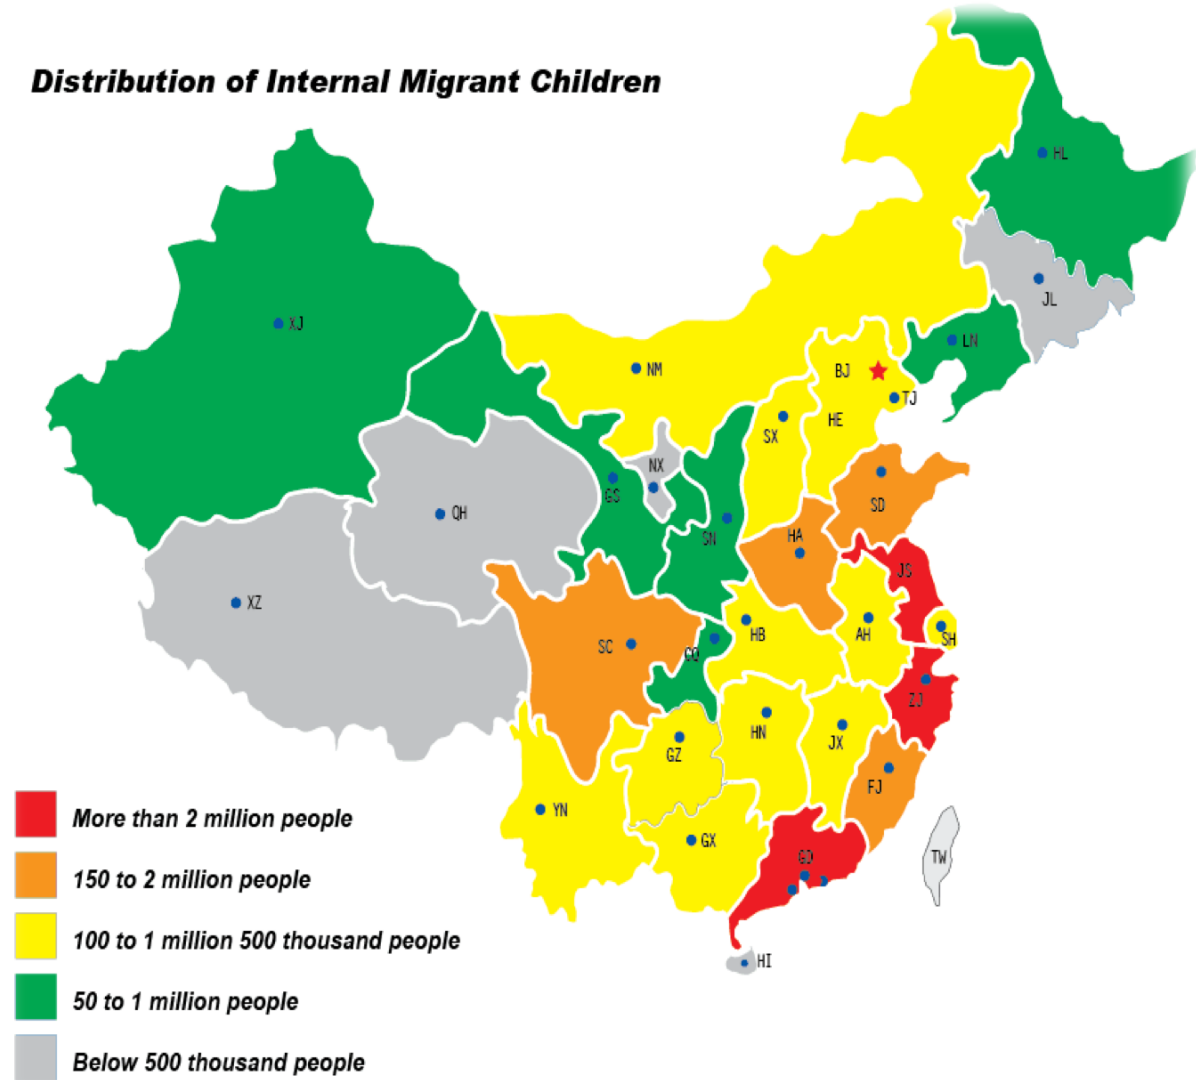 Distribution of Internal Migrant Children
HL
JL
XJ
LN
NM
BJ
TJ
HE
SX
NX
GS
QH
SD
SN
HA
JS
XZ
SC
CQ
HB
AH
SH
ZJ
HN
JX
GZ
FJ
YN
GX
GD
TW
HI
More than 2 million people
150 to 2 million people
100 to 1 million 500 thousand people
50 to 1 million people
Below 500 thousand people